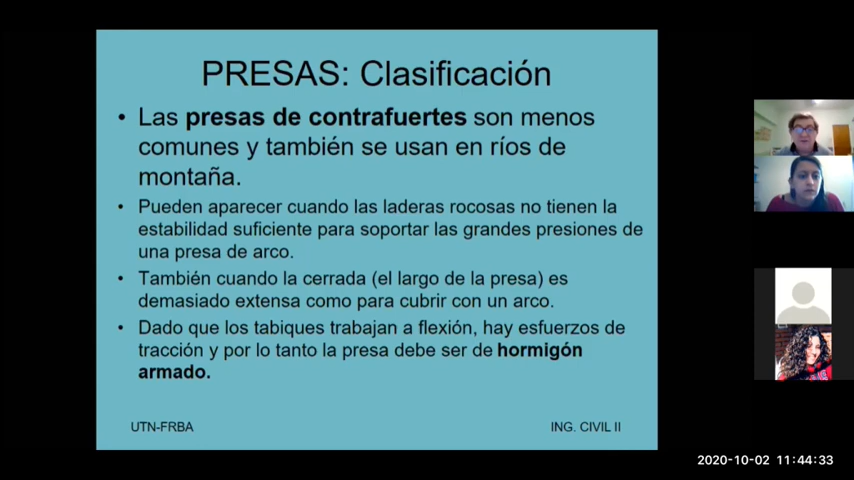 PRESAS: Clasificación
• Las presas de contrafuertes son menos
comunes y también se usan en ríos de
montaña.
• Pueden aparecer cuando las laderas rocosas no tienen la
estabilidad suficiente para soportar las grandes presiones de
una presa de arco.
• También cuando la cerrada (el largo de la presa) es
demasiado extensa como para cubrir con un arco.
• Dado que los tabiques trabajan a flexión, hay esfuerzos de
tracción y por lo tanto la presa debe ser de hormigón
armado.
UTN-FRBA
ING. CIVIL II
2020-10-02 11:44:33